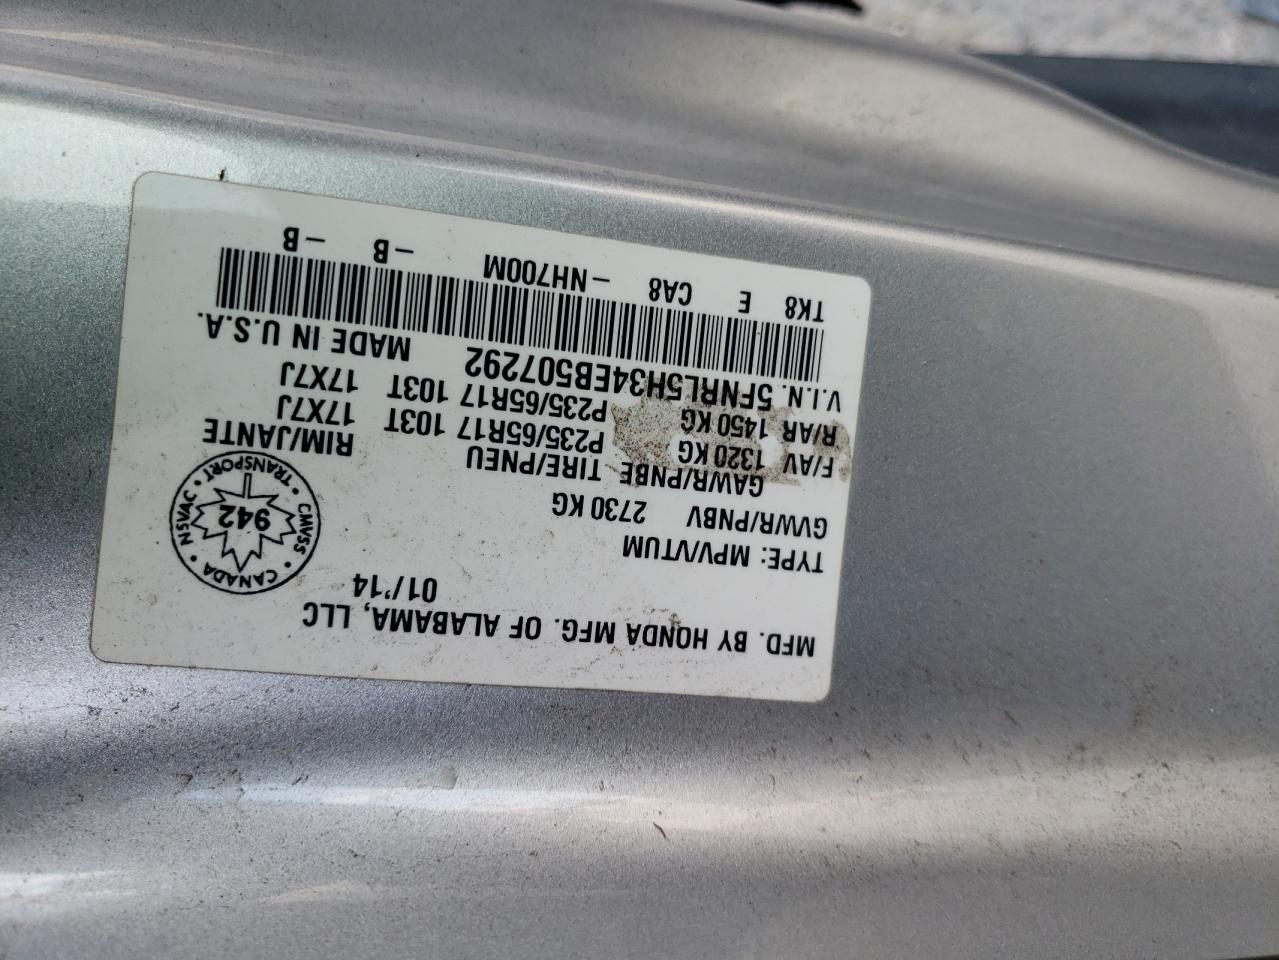 MFD. BY HONDA MFG. OF ALABAMA, LLC
01/'14
TYPE: MPV/VTUM
GVWR/PNBV 2730 KG
GAWR/PNBE TIRE/PNEU RIM/JANTE
F/AV 1320 KG P235/65R17 103T 17X7J
R/AR 1450 KG P235/65R17 103T 17X7J
V.I.N. 5FNRL5H34EB507292 MADE IN U.S.A.
TK8 E CA8 -NH700M -B -B
CANADA • CMVSS • TRANSPORT • NSVAC •
942